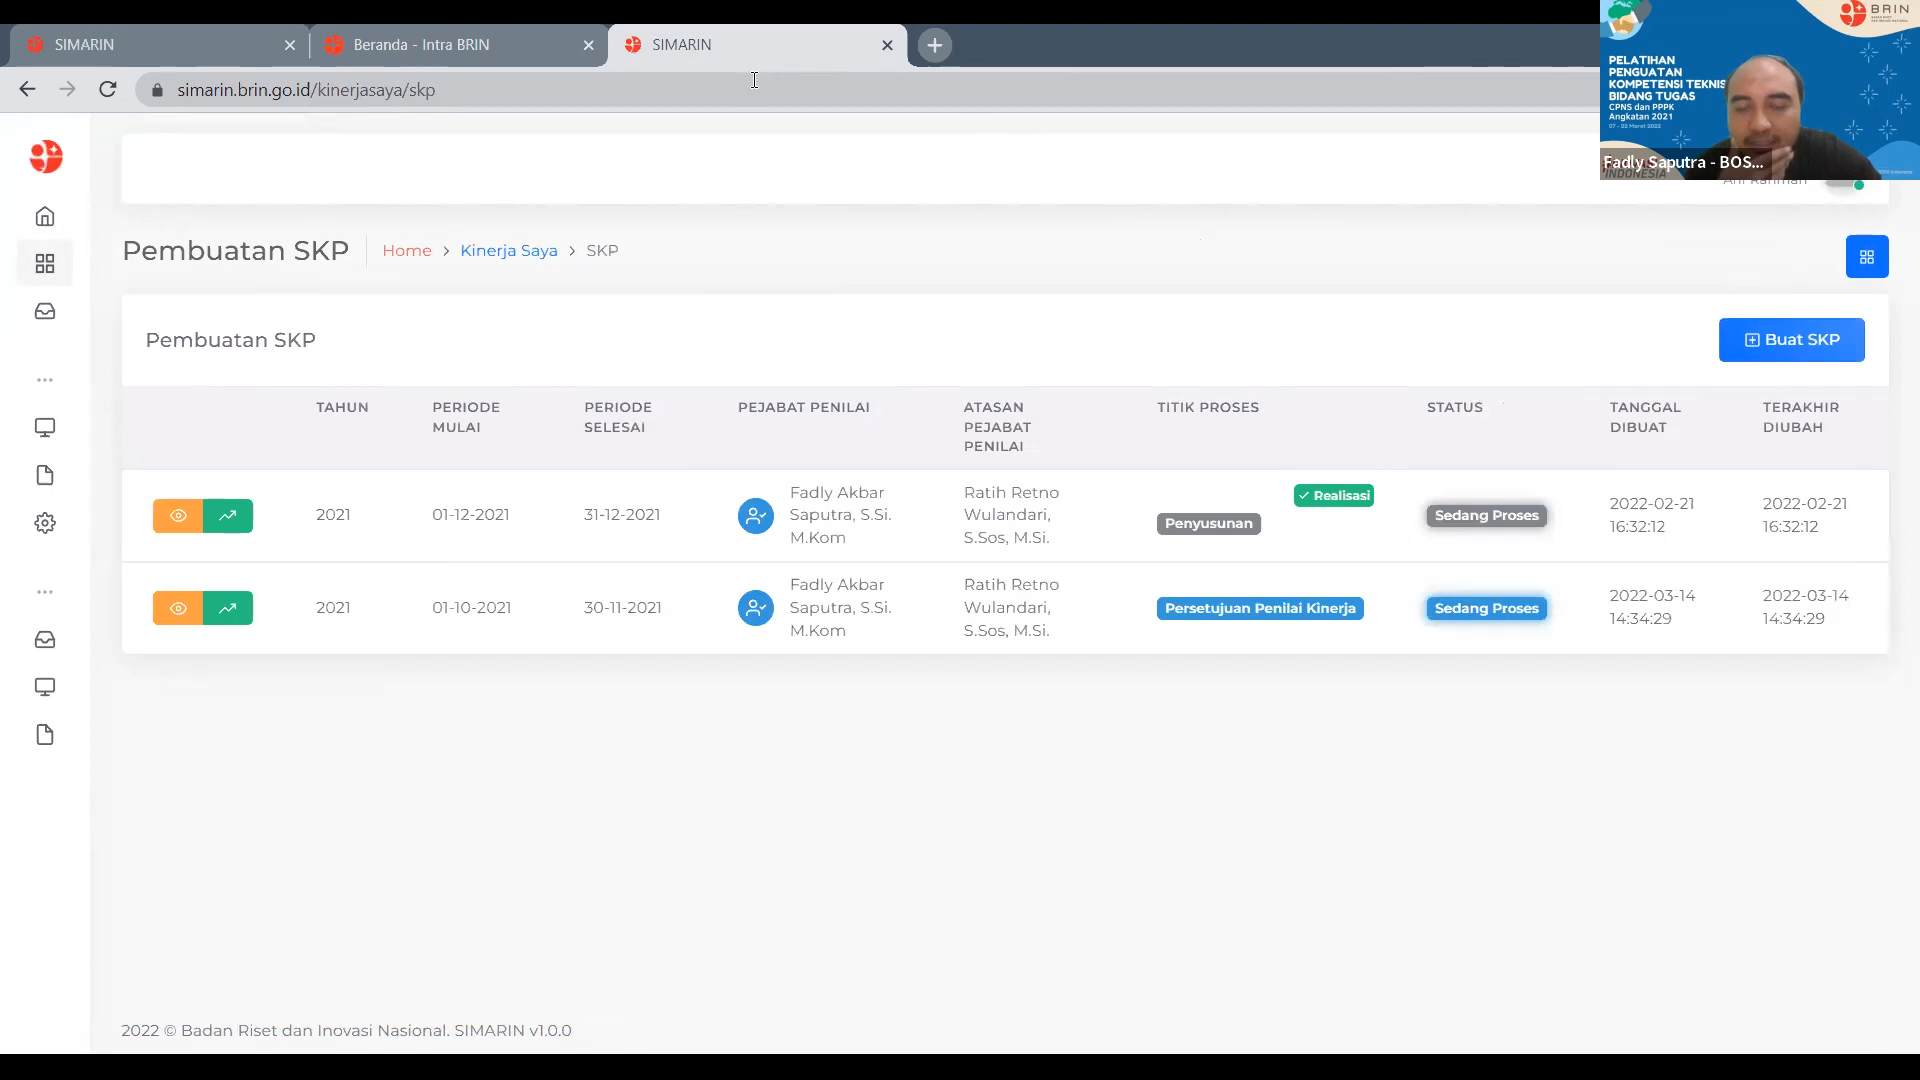 SIMARIN
Beranda - Intra BRIN
SIMARIN
simarin.brin.go.id/kinerjasaya/skp
BRIN
PELATIHAN
PENGUATAN
KOMPETENSI TEKNIS
BIDANG TUGAS
CPNS dan PPPK
Angkatan 2021
07 - 22 Maret 2022
Fadly Saputra - BOS...
INDONESIA
Pembuatan SKP
Home > Kinerja Saya > SKP
Pembuatan SKP
Buat SKP
TAHUN
PERIODE
MULAI
PERIODE
SELESAI
PEJABAT PENILAI
ATASAN
PEJABAT
PENILAI
TITIK PROSES
STATUS
TANGGAL
DIBUAT
TERAKHIR
DIUBAH
2021
01-12-2021
31-12-2021
Fadly Akbar
Saputra, S.Si.
M.Kom
Ratih Retno
Wulandari,
S.Sos, M.Si.
Realisasi
Penyusunan
Sedang Proses
2022-02-21
16:32:12
2022-02-21
16:32:12
2021
01-10-2021
30-11-2021
Fadly Akbar
Saputra, S.Si.
M.Kom
Ratih Retno
Wulandari,
S.Sos, M.Si.
Persetujuan Penilai Kinerja
Sedang Proses
2022-03-14
14:34:29
2022-03-14
14:34:29
2022 © Badan Riset dan Inovasi Nasional. SIMARIN v1.0.0